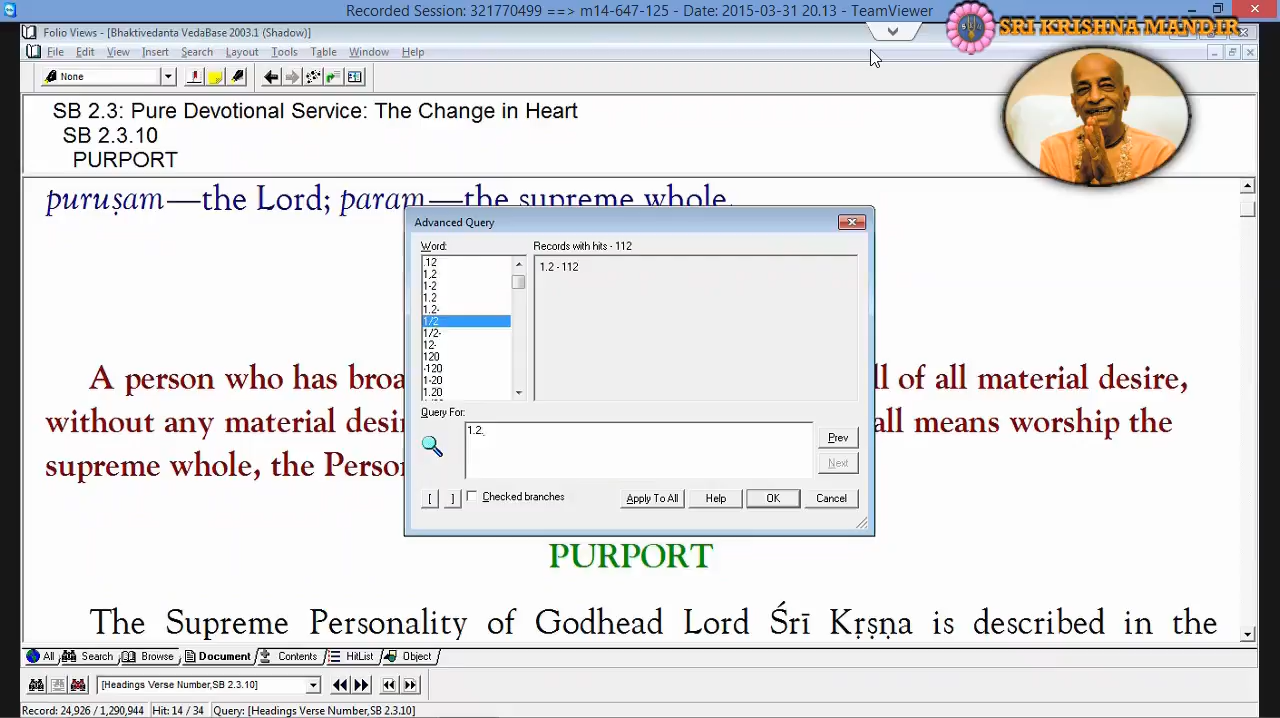 Recorded Session: 321770499 ==> m14-647-125 - Date: 2015-03-31 20.13 - TeamViewer
SRI KRISHNA MANDIR
Folio Views - [Bhaktivedanta VedaBase 2003.1 (Shadow)]
File Edit View Insert Search Layout Tools Table Window Help
None
SB 2.3: Pure Devotional Service: The Change in Heart
SB 2.3.10
PURPORT
puruṣam—the Lord; param—the supreme whole.
Advanced Query
Word:
Records with hits - 112
.12
1,2
1-2
1.2
1.2-
1/2
1/2-
12-
120
-120
1-20
1.20
1.2 - 112
Query For:
1.2.
Prev
Next
[ ] Checked branches
Apply To All Help OK Cancel
A person who has broa
ll of all material desire,
without any material desi
all means worship the
supreme whole, the Person
PURPORT
The Supreme Personality of Godhead Lord Śrī Kṛṣṇa is described in the
All Search Browse Document Contents HitList Object
[Headings Verse Number,SB 2.3.10]
Record: 24,926 / 1,290,944 Hit: 14 / 34 Query: [Headings Verse Number,SB 2.3.10]